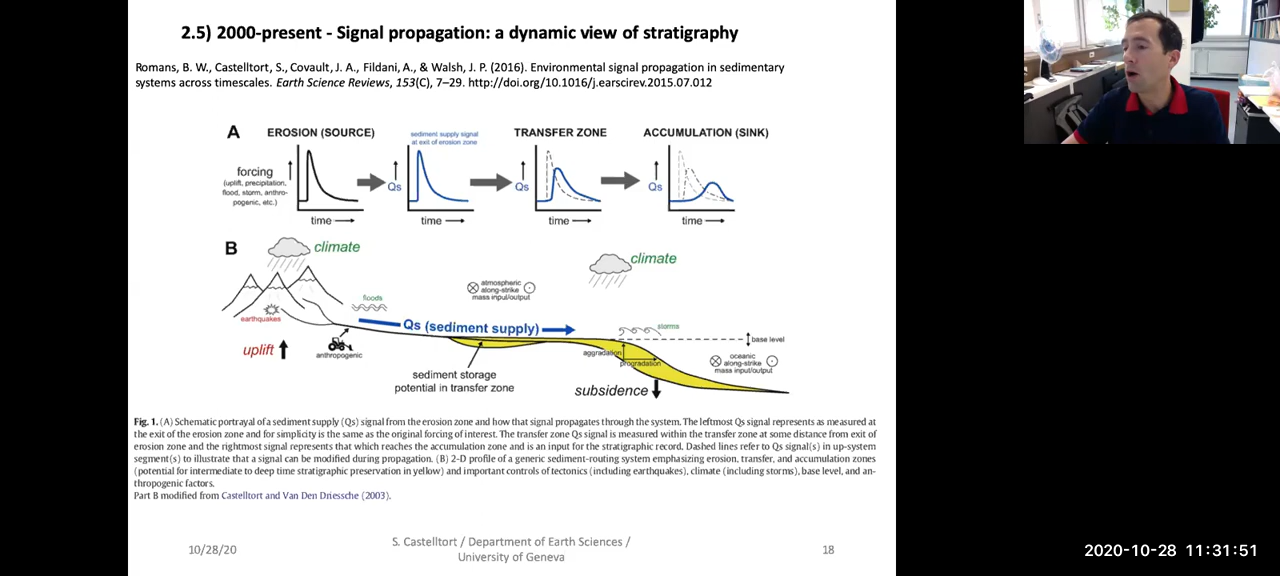 2.5) 2000-present - Signal propagation: a dynamic view of stratigraphy
Romans, B. W., Castelltort, S., Covault, J. A., Fildani, A., & Walsh, J. P. (2016). Environmental signal propagation in sedimentary
systems across timescales. Earth Science Reviews, 153(C), 7–29. http://doi.org/10.1016/j.earscirev.2015.07.012
A
EROSION (SOURCE)
sediment supply signal
at exit of erosion zone
TRANSFER ZONE
ACCUMULATION (SINK)
forcing
(uplift, precipitation,
flood, storm, anthro-
pogenic, etc.)
Qs
Qs
Qs
time
time
time
time
B
climate
climate
floods
atmospheric
along-strike
mass input/output
earthquakes
Qs (sediment supply)
storms
base level
uplift
anthropogenic
aggradation
progradation
oceanic
along-strike
mass input/output
sediment storage
potential in transfer zone
subsidence
Fig. 1. (A) Schematic portrayal of a sediment supply (Qs) signal from the erosion zone and how that signal propagates through the system. The leftmost Qs signal represents as measured at
the exit of the erosion zone and for simplicity is the same as the original forcing of interest. The transfer zone Qs signal is measured within the transfer zone at some distance from exit of
erosion zone and the rightmost signal represents that which reaches the accumulation zone and is an input for the stratigraphic record. Dashed lines refer to Qs signal(s) in up-system
segment(s) to illustrate that a signal can be modified during propagation. (B) 2-D profile of a generic sediment-routing system emphasizing erosion, transfer, and accumulation zones
(potential for intermediate to deep time stratigraphic preservation in yellow) and important controls of tectonics (including earthquakes), climate (including storms), base level, and an-
thropogenic factors.
Part B modified from Castelltort and Van Den Driessche (2003).
10/28/20
S. Castelltort / Department of Earth Sciences /
University of Geneva
18
2020-10-28 11:31:51